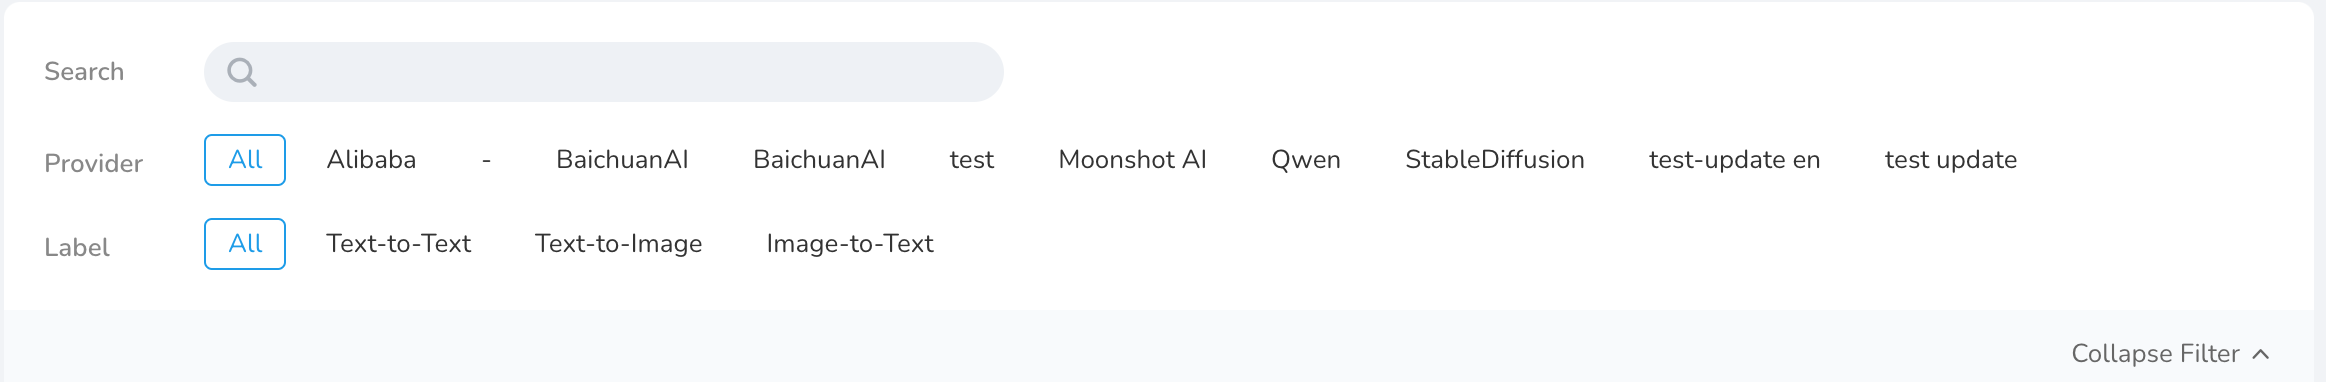 Search
Provider All Alibaba - BaichuanAI BaichuanAI test Moonshot AI Qwen StableDiffusion test-update en test update
Label All Text-to-Text Text-to-Image Image-to-Text
Collapse Filter